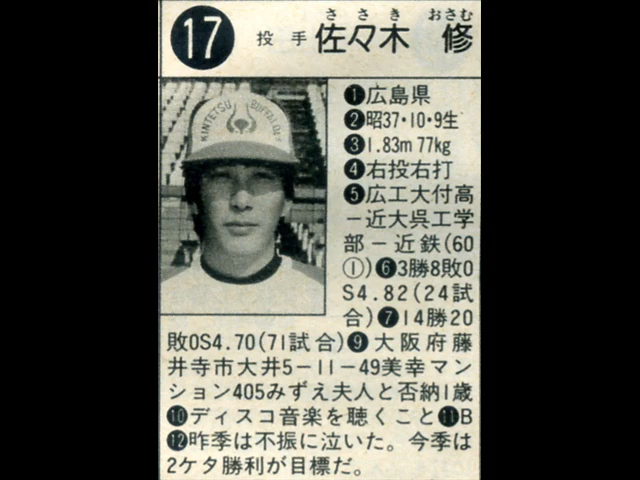 ささき おさむ
17 投手 佐々木 修
KINTETSU BUFFALOES
❶広島県
❷昭37・10・9生
❸1.83m 77kg
❹右投右打
❺広工大付高
－近大呉工学
部－近鉄(60
①)❻3勝8敗0
S4.82(24試
合)❼14勝20
敗0S4.70(71試合)❾大阪府藤
井寺市大井5－11－49美幸マン
ション405みずえ夫人と否納1歳
❿ディスコ音楽を聴くこと⓫B
⓬昨季は不振に泣いた。今季は
2ケタ勝利が目標だ。